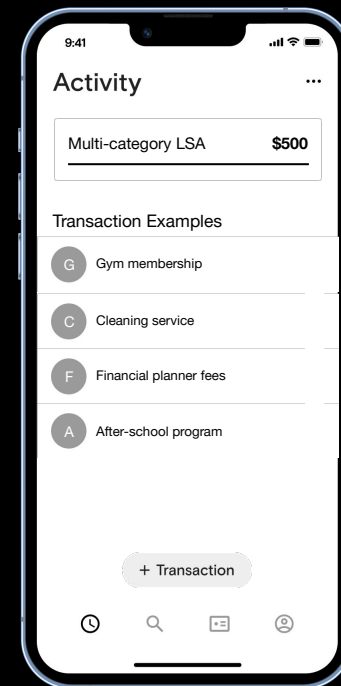 9:41
Activity
Multi-category LSA $500
Transaction Examples
G Gym membership
C Cleaning service
F Financial planner fees
A After-school program
+ Transaction